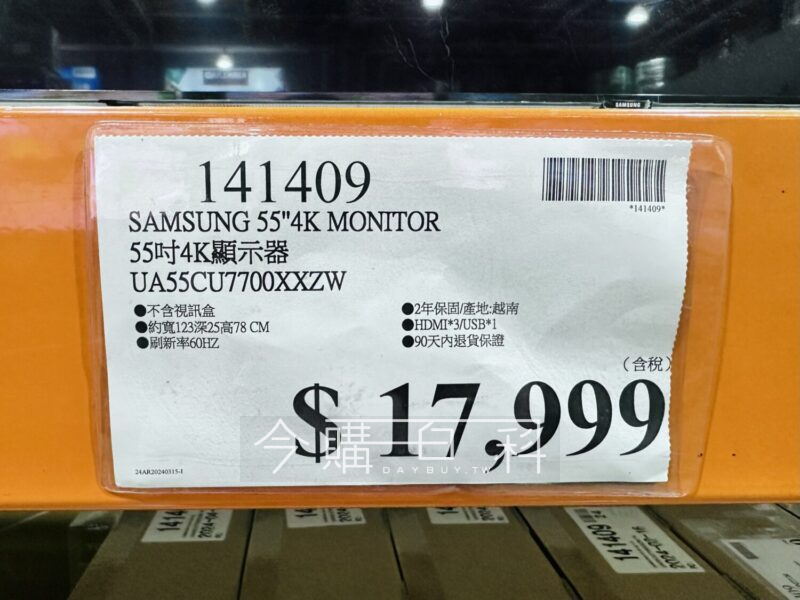 SAMSUNG
141409
*141409*
SAMSUNG 55"4K MONITOR
55吋4K顯示器
UA55CU7700XXZW
●不含視訊盒
●約寬123深25高78 CM
●刷新率60HZ
●2年保固/產地:越南
●HDMI*3/USB*1
●90天內退貨保證
(含稅)
$ 17,999
今購百科
DAYBUY.TW
24AR20240315-1
141409